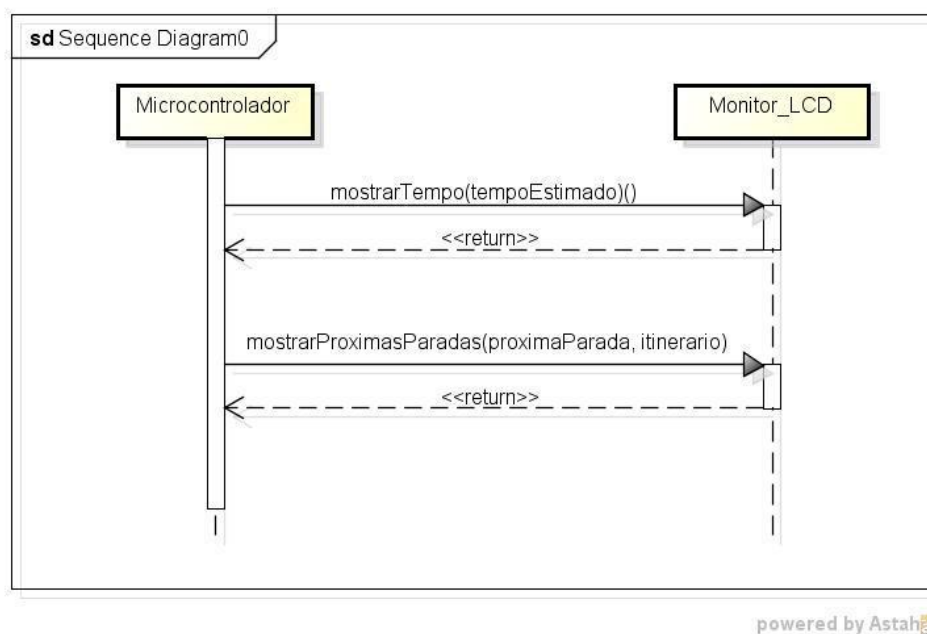 sd Sequence Diagram0
Microcontrolador
Monitor_LCD
mostrarTempo(tempoEstimado)()
<<return>>
mostrarProximasParadas(proximaParada, itinerario)
<<return>>
powered by Astah